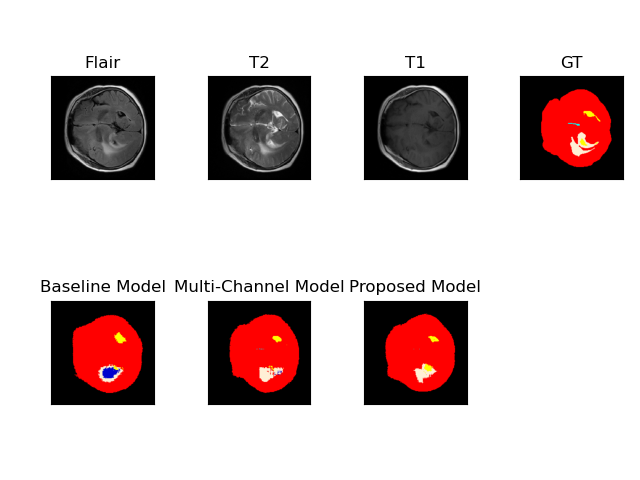 Flair
T2
T1
GT
Baseline Model
Multi-Channel Model
Proposed Model